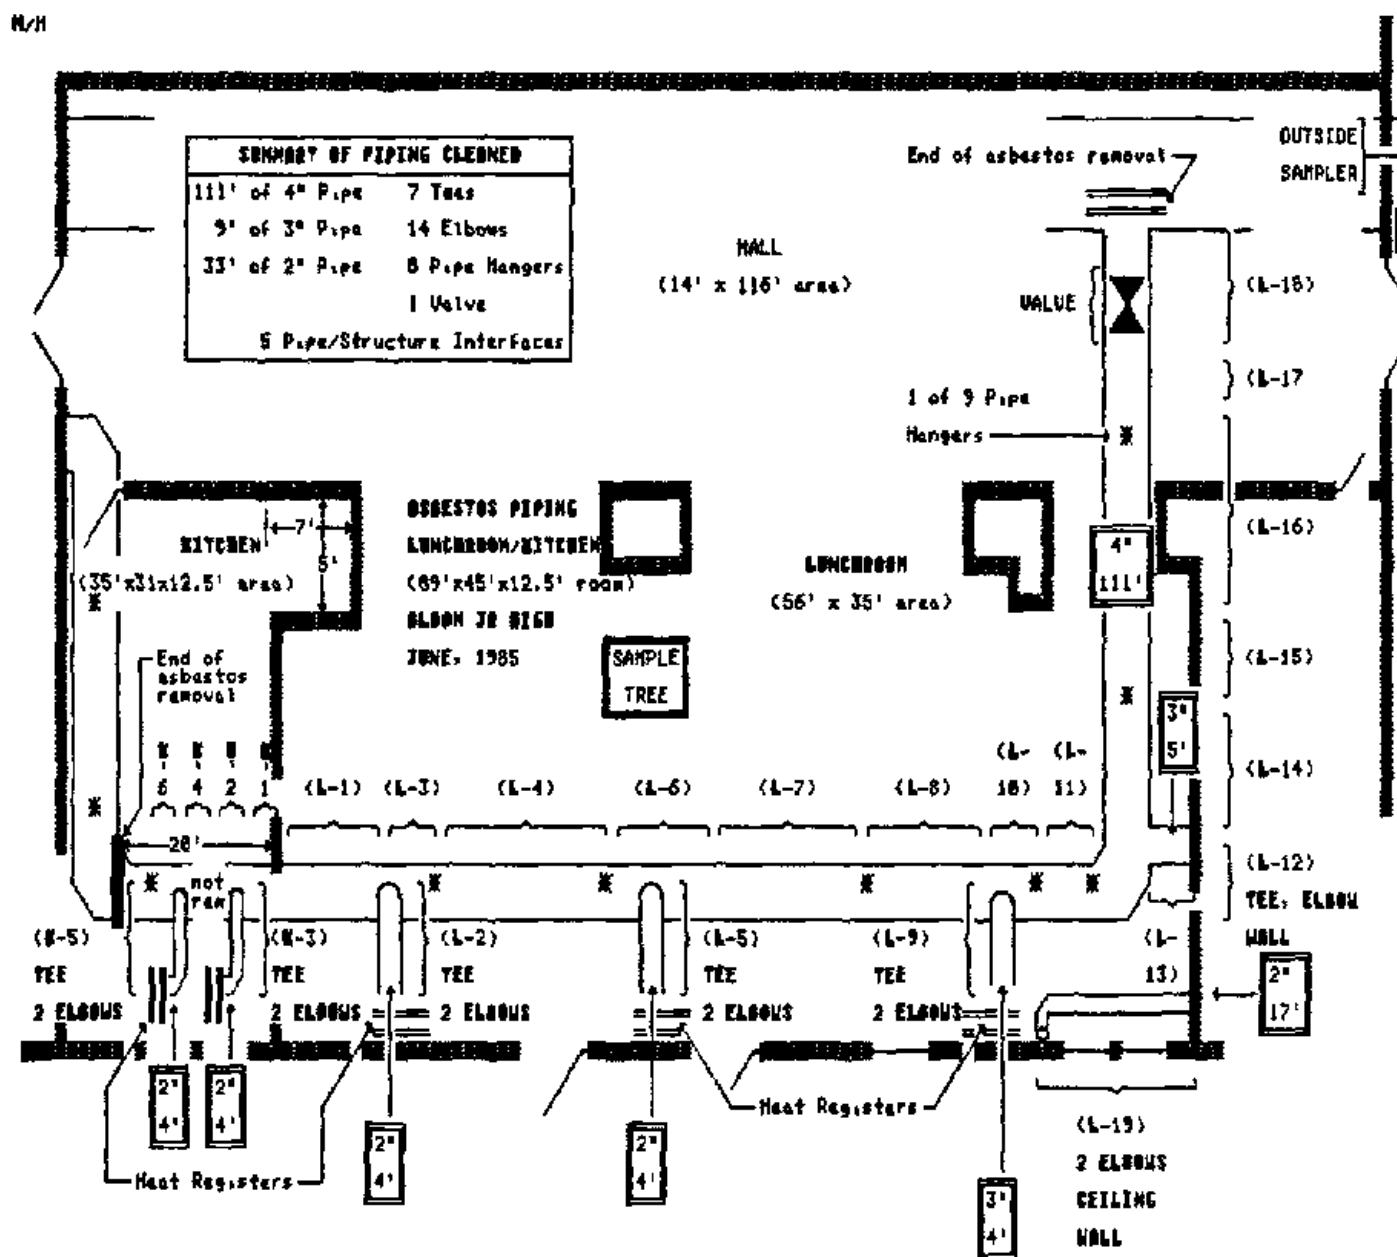 N/H
SUMMARY OF PIPING CLEANED
111' of 4" Pipe 7 Tees
9' of 3" Pipe 14 Elbows
33' of 2" Pipe 8 Pipe Hangers
1 Valve
5 Pipe/Structure Interfaces
End of asbestos removal
OUTSIDE
SAMPLER
HALL
(14' x 116' area)
VALVE
(L-18)
(L-17
1 of 9 Pipe
Hangers
(L-16)
KITCHEN
7'
5'
(35'x31x12.5' area)
ASBESTOS PIPING
LUNCHROOM/KITCHEN
(89'x45'x12.5' room)
BLOOM JR HIGH
JUNE, 1985
LUNCHROOM
(56' x 35' area)
4"
111'
End of
asbestos
removal
SAMPLE
TREE
(L-15)
3"
5'
(L-14)
K K K K
6 4 2 1
(L-1) (L-3) (L-4) (L-6) (L-7) (L-8) (L- (L-
10) 11)
20'
not
rem
(L-12)
TEE, ELBOW
WALL
(K-5)
TEE
2 ELBOWS
(K-3)
TEE
2 ELBOWS
(L-2)
TEE
2 ELBOWS
(L-5)
TEE
2 ELBOWS
(L-9)
TEE
2 ELBOWS
(L-
13)
2"
17'
2"
4'
2"
4'
2"
4'
2"
4'
3"
4'
Heat Registers
Heat Registers
(L-19)
2 ELBOWS
CEILING
WALL